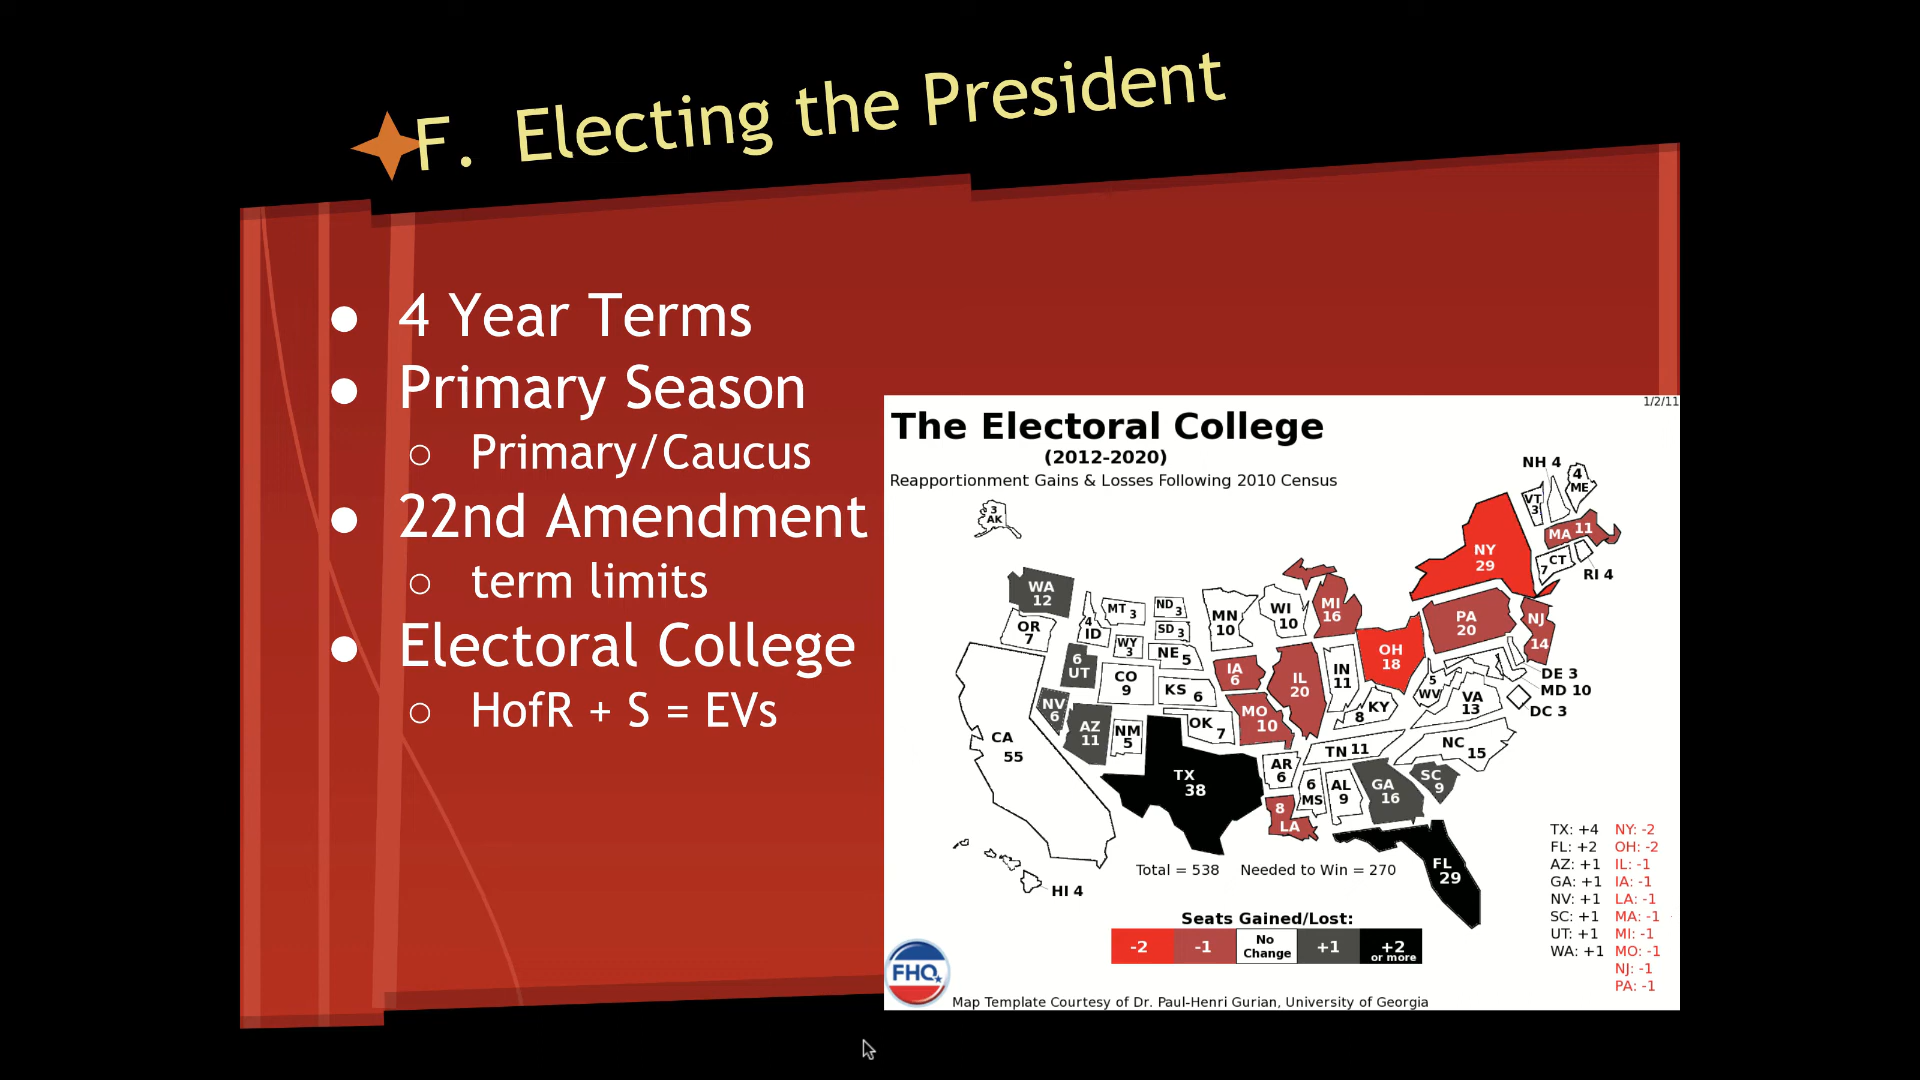 F. Electing the President
● 4 Year Terms
● Primary Season
○ Primary/Caucus
● 22nd Amendment
○ term limits
● Electoral College
○ HofR + S = EVs
1/2/11
The Electoral College
(2012-2020)
Reapportionment Gains & Losses Following 2010 Census
3
AK
WA
12
OR
7
4
ID
MT 3
ND 3
SD 3
WY
3
NE 5
6
UT
CO
9
KS 6
NV
6
CA
55
AZ
11
NM
5
OK 7
TX
38
HI 4
MN
10
WI
10
MI
16
IA
6
IL
20
IN
11
OH
18
MO
10
8 KY
TN 11
AR
6
6
MS
AL
9
8
LA
GA
16
SC
9
NC 15
FL
29
5
WV
VA
13
PA
20
NY
29
NJ
14
NH 4
VT
3
4
ME
MA 11
7 CT
RI 4
DE 3
MD 10
DC 3
Total = 538 Needed to Win = 270
Seats Gained/Lost:
-2 -1 No Change +1 +2 or more
TX: +4 NY: -2
FL: +2 OH: -2
AZ: +1 IL: -1
GA: +1 IA: -1
NV: +1 LA: -1
SC: +1 MA: -1
UT: +1 MI: -1
WA: +1 MO: -1
NJ: -1
PA: -1
FHQ
Map Template Courtesy of Dr. Paul-Henri Gurian, University of Georgia